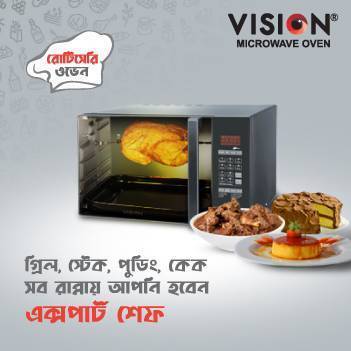 VISION®
MICROWAVE OVEN
রোটিসেরি
ওভেন
গ্রিল, স্টেক, পুডিং, কেক
সব রান্নায় আপনি হবেন
এক্সপার্ট শেফ